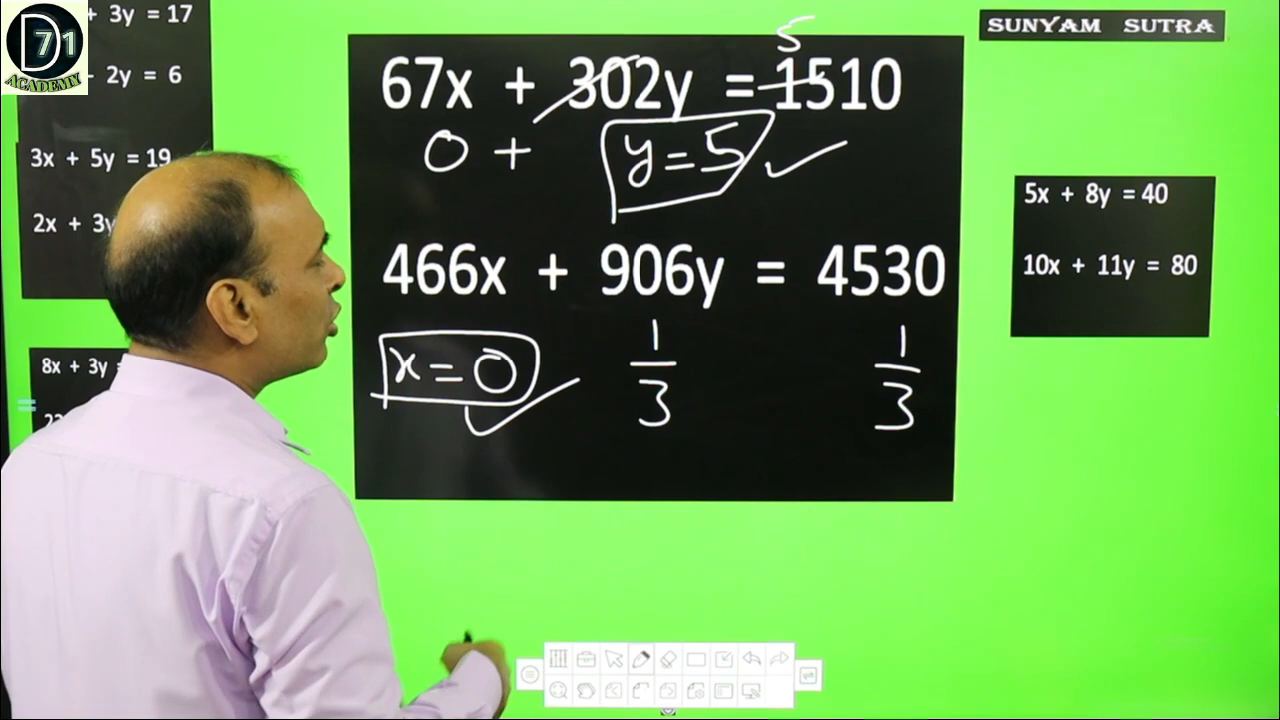 D 71
ACADEMY
+ 3y = 17
- 2y = 6
3x + 5y = 19
2x + 3y
8x + 3y =
=
SUNYAM SUTRA
5
67x + 302y = 1510
0 + y = 5
466x + 906y = 4530
x = 0
1
3
1
3
5x + 8y = 40
10x + 11y = 80